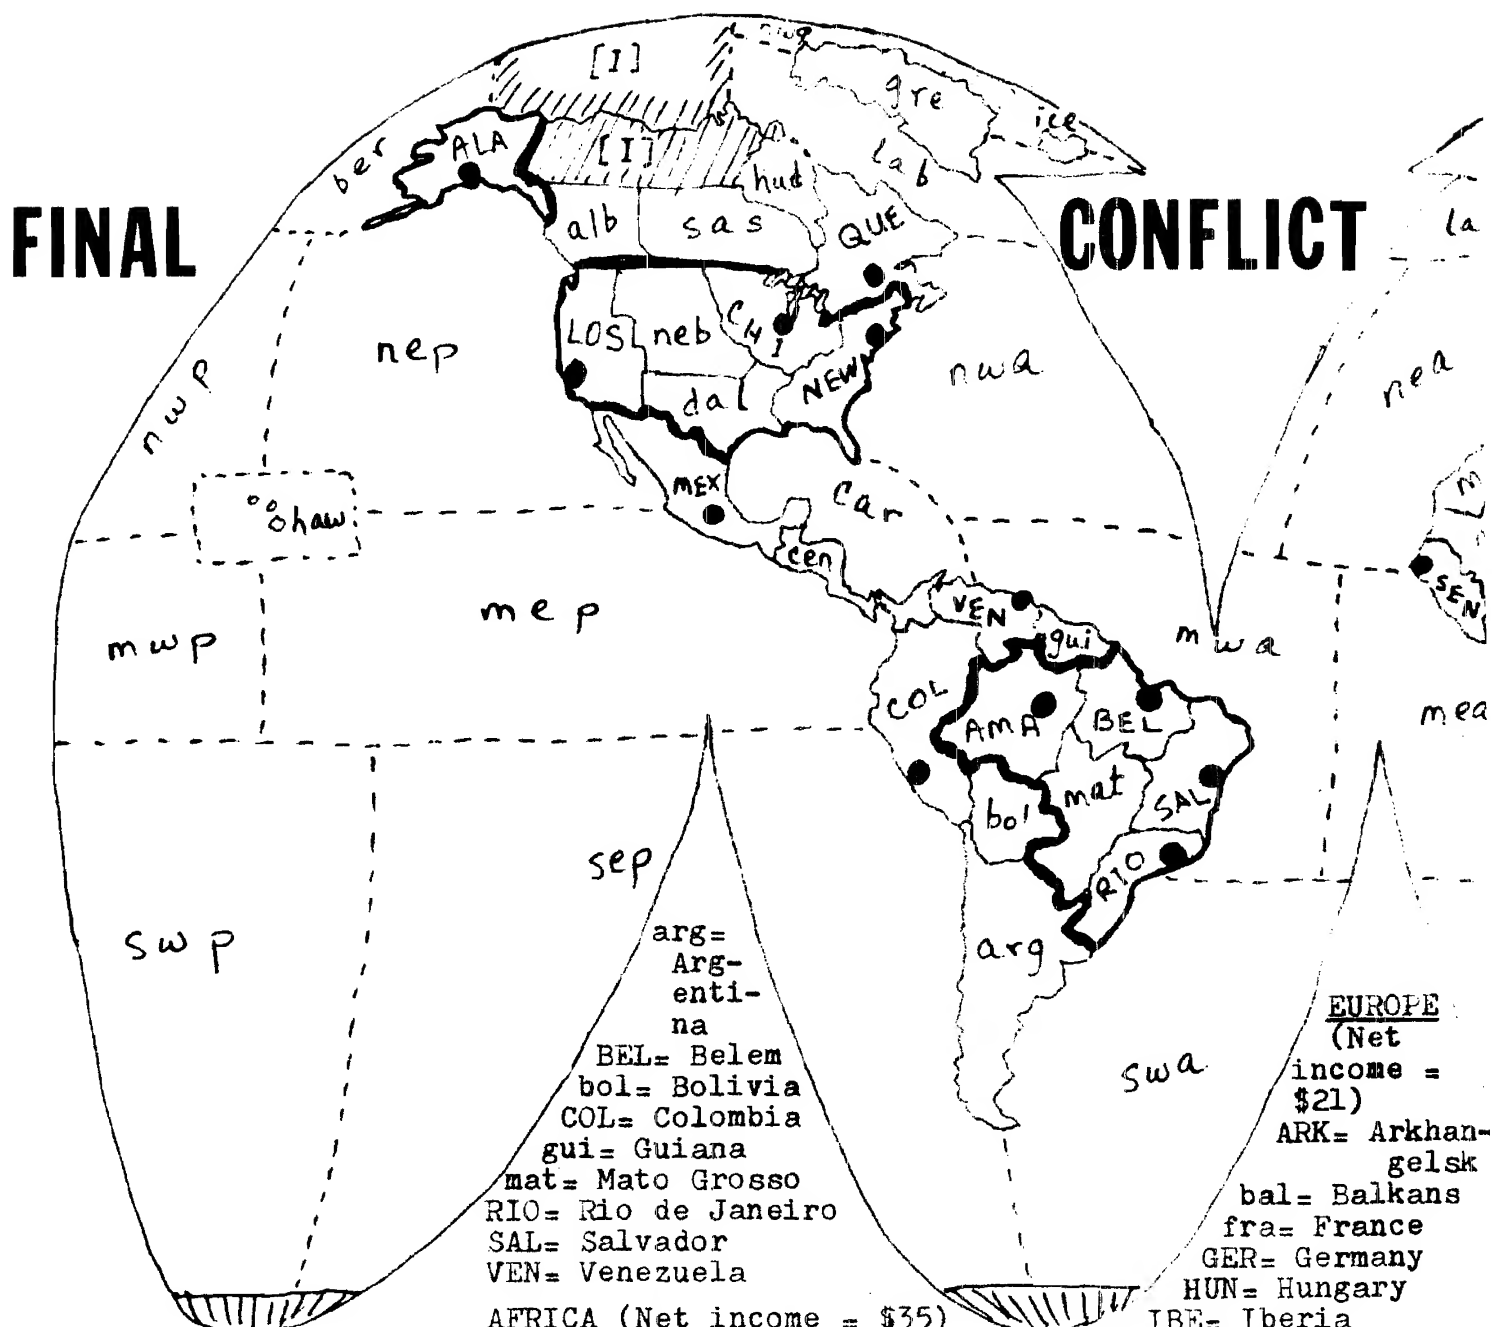 FINAL
CONFLICT
[I]
nwa
gre
ice
ber
ALA
[I]
hud
lab
alb
sas
QUE
la
nwp
nep
LOS
neb
CHI
NEW
dal
nwa
nea
haw
MEX
car
cen
mwp
mep
VEN
gui
mwa
SEN
COL
AMA
BEL
mea
bol
mat
SAL
RIO
sep
swp
arg
swa
arg=
Arg-
enti-
na
BEL= Belem
bol= Bolivia
COL= Colombia
gui= Guiana
mat= Mato Grosso
RIO= Rio de Janeiro
SAL= Salvador
VEN= Venezuela
AFRICA (Net income = $35)
EUROPE
(Net
income =
$21)
ARK= Arkhan-
gelsk
bal= Balkans
fra= France
GER= Germany
HUN= Hungary
IBE= Iberia